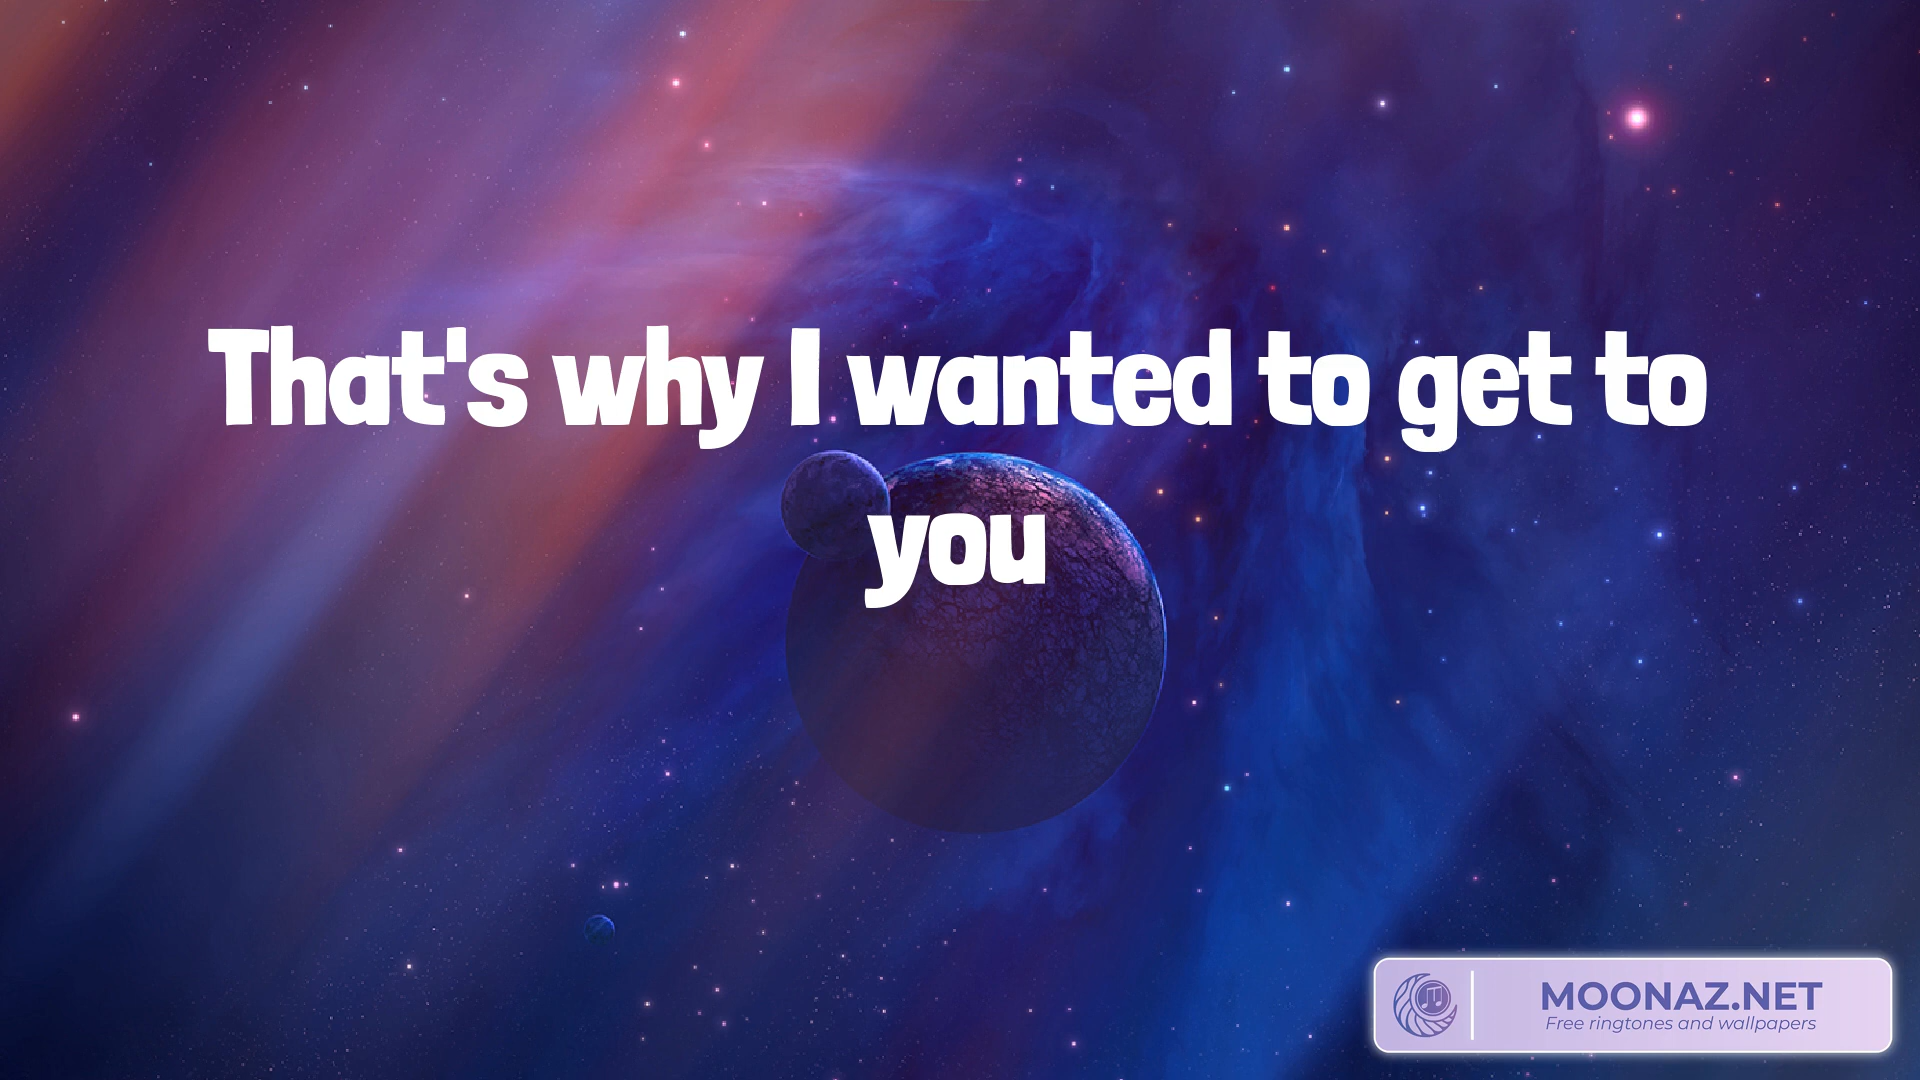 That's why I wanted to get to
you
MOONAZ.NET
Free ringtones and wallpapers